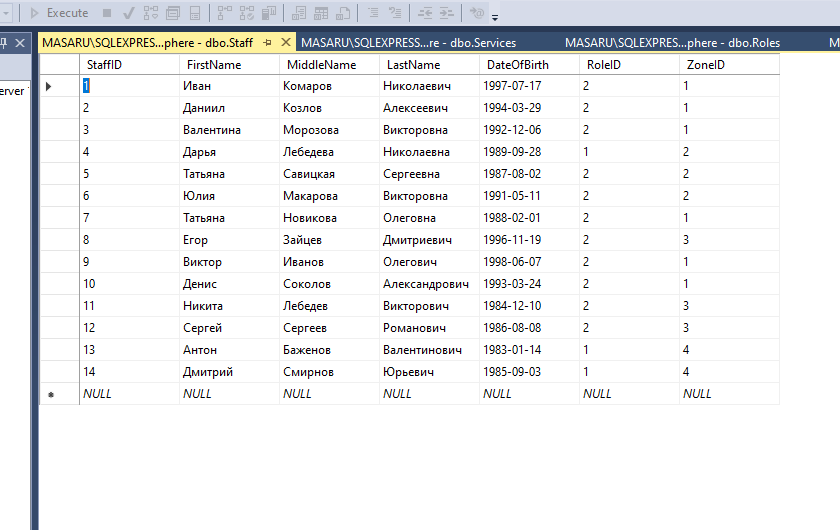 Execute
MASARU\SQLEXPRES...phere - dbo.Staff MASARU\SQLEXPRESS...re - dbo.Services MASARU\SQLEXPRES...phere - dbo.Roles M
erver
StaffID FirstName MiddleName LastName DateOfBirth RoleID ZoneID
1 Иван Комаров Николаевич 1997-07-17 2 1
2 Даниил Козлов Алексеевич 1994-03-29 2 1
3 Валентина Морозова Викторовна 1992-12-06 2 1
4 Дарья Лебедева Николаевна 1989-09-28 1 2
5 Татьяна Савицкая Сергеевна 1987-08-02 2 2
6 Юлия Макарова Викторовна 1991-05-11 2 2
7 Татьяна Новикова Олеговна 1988-02-01 2 1
8 Егор Зайцев Дмитриевич 1996-11-19 2 3
9 Виктор Иванов Олегович 1998-06-07 2 1
10 Денис Соколов Александрович 1993-03-24 2 1
11 Никита Лебедев Викторович 1984-12-10 2 3
12 Сергей Сергеев Романович 1986-08-08 2 3
13 Антон Баженов Валентинович 1983-01-14 1 4
14 Дмитрий Смирнов Юрьевич 1985-09-03 1 4
NULL NULL NULL NULL NULL NULL NULL